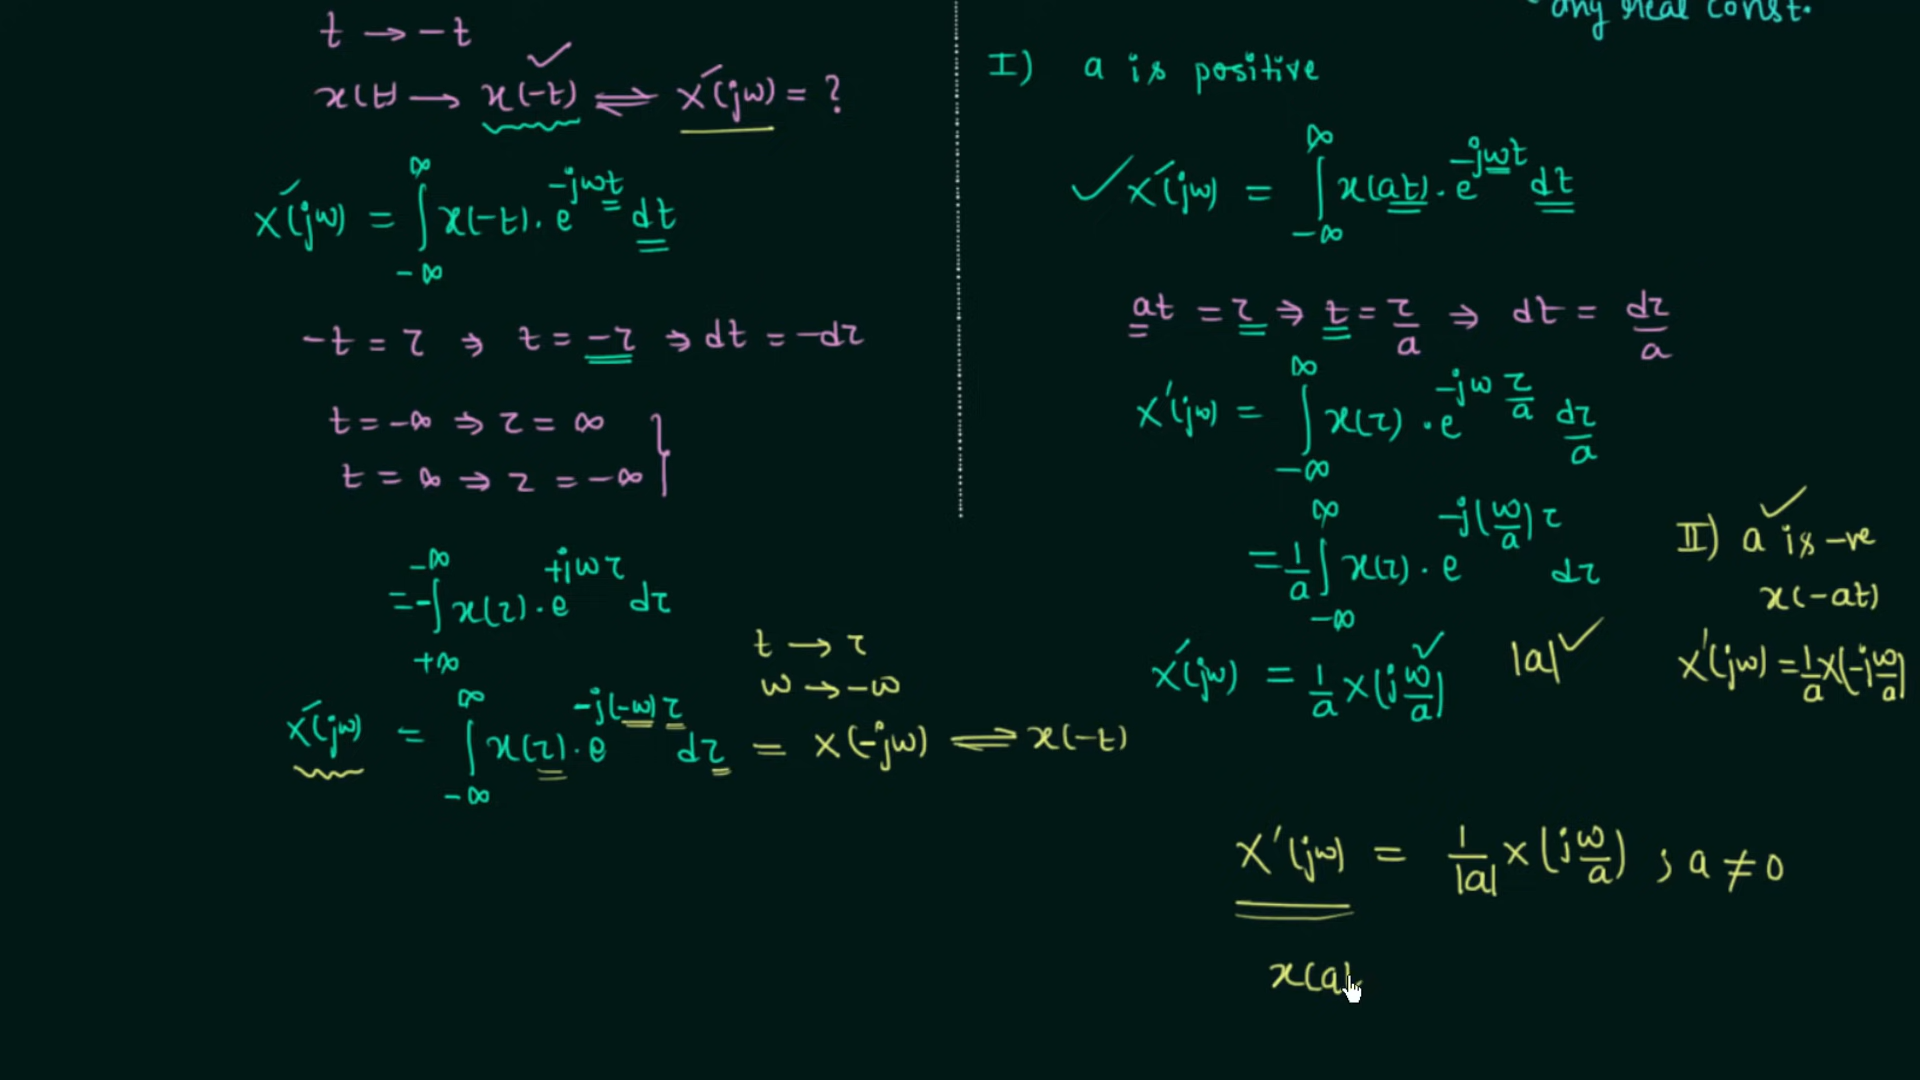 t → -t
x(t) → x(-t) ⇌ X'(jω) = ?
X'(jω) = ∫_{-∞}^{∞} x(-t) · e^{-jωt} dt
-t = τ ⇒ t = -τ ⇒ dt = -dτ
t = -∞ ⇒ τ = ∞
t = ∞ ⇒ τ = -∞
= -∫_{+∞}^{-∞} x(τ) · e^{+jωτ} dτ
t → τ
ω → -ω
X'(jω) = ∫_{-∞}^{∞} x(τ) · e^{-j(-ω)τ} dτ = X(-jω) ⇌ x(-t)
any real const.
I) a is positive
✓ X'(jω) = ∫_{-∞}^{∞} x(at) · e^{-jωt} dt
at = τ ⇒ t = τ/a ⇒ dt = dτ/a
X'(jω) = ∫_{-∞}^{∞} x(τ) · e^{-jω τ/a} dτ/a
= 1/a ∫_{-∞}^{∞} x(τ) · e^{-j(ω/a)τ} dτ
X'(jω) = 1/a X(j ω/a) |a| ✓
II) a is -ve
x(-at)
X'(jω) = 1/a X(-j ω/a)
X'(jω) = 1/|a| X(j ω/a) ; a ≠ 0
x(a